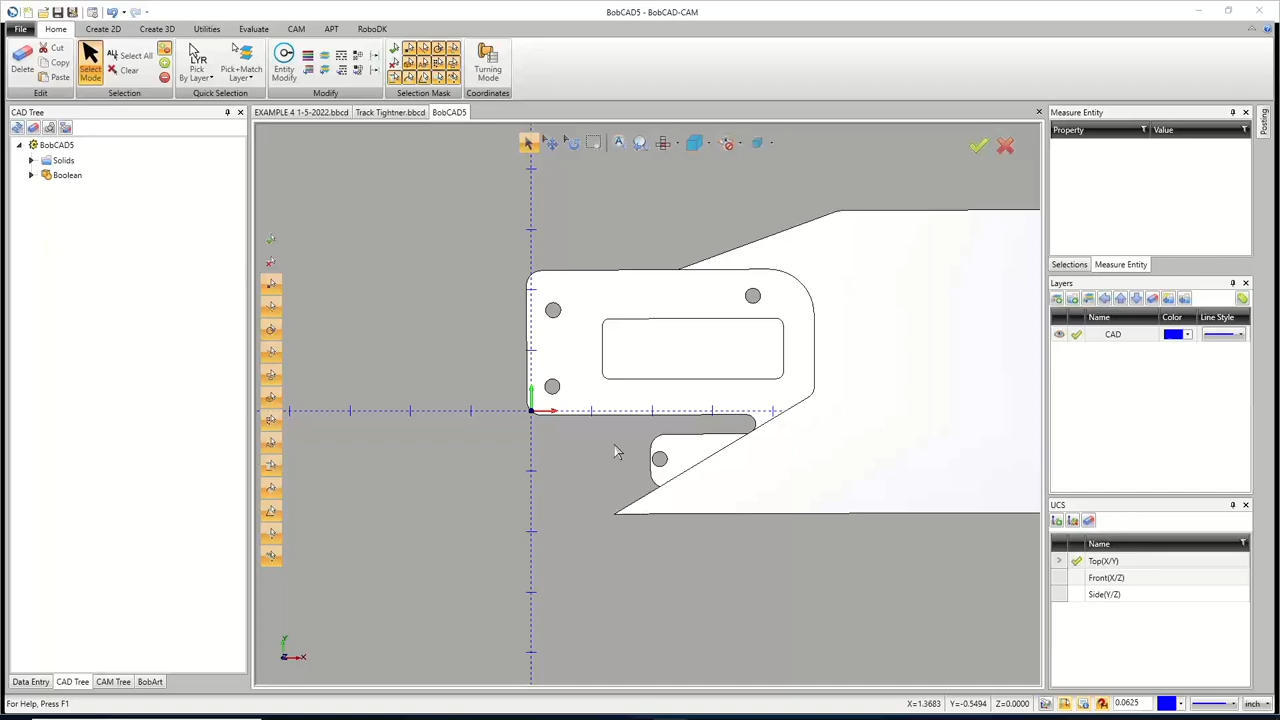 BobCAD5 - BobCAD-CAM
File Home Create 2D Create 3D Utilities Evaluate CAM APT RoboDK
Delete Cut Copy Paste Select Mode Select All Clear LYR Pick By Layer Pick+Match Layer Entity Modify Turning Mode
Edit Selection Quick Selection Modify Selection Mask Coordinates
CAD Tree EXAMPLE 4 1-5-2022.bbcd Track Tightner.bbcd BobCAD5 Measure Entity
Posting
BobCAD5
Solids
Boolean
Property Value
Selections Measure Entity
Layers
Name Color Line Style
CAD
UCS
Name
Top(X/Y)
Front(X/Z)
Side(Y/Z)
Y
Z X
Data Entry CAD Tree CAM Tree BobArt
For Help, Press F1 X=1.3683 Y=-0.5494 Z=0.0000 0.0625 inch